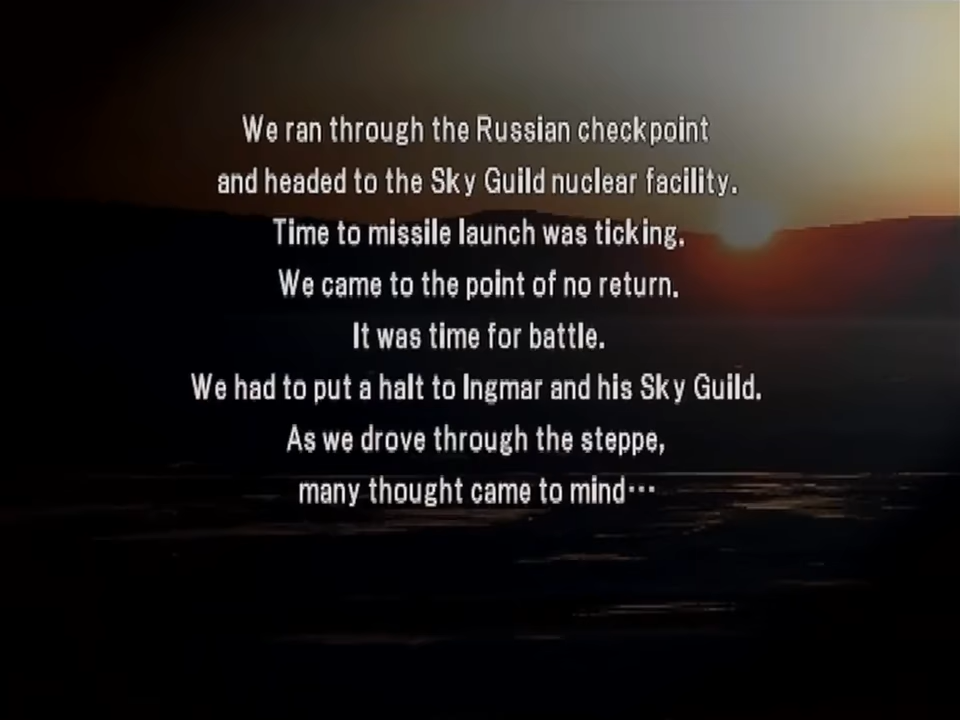 We ran through the Russian checkpoint
and headed to the Sky Guild nuclear facility.
Time to missile launch was ticking.
We came to the point of no return.
It was time for battle.
We had to put a halt to Ingmar and his Sky Guild.
As we drove through the steppe,
many thought came to mind···